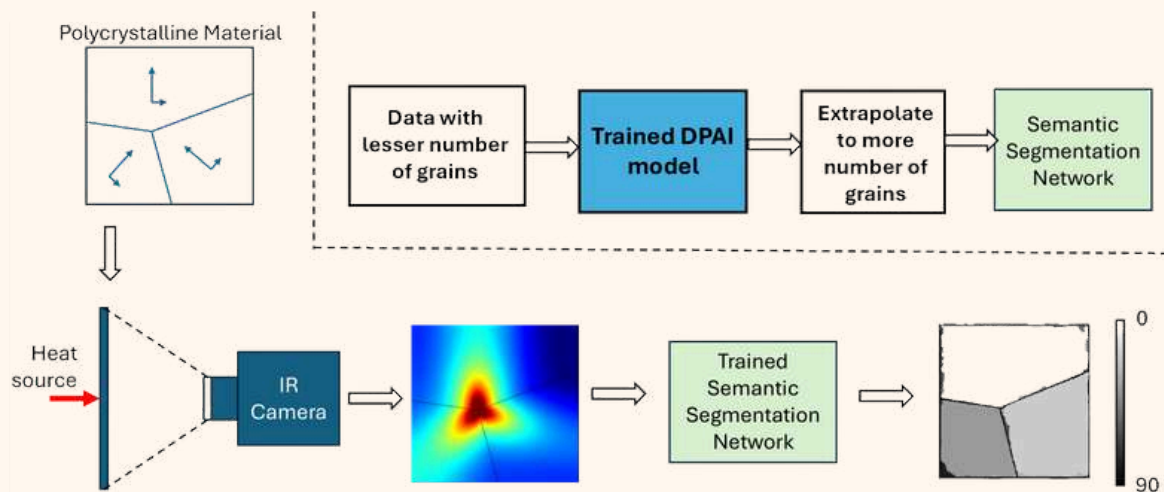 Polycrystalline Material
Data with
lesser number
of grains
Trained DPAI
model
Extrapolate
to more
number of
grains
Semantic
Segmentation
Network
Heat
source
IR
Camera
Trained
Semantic
Segmentation
Network
0
90